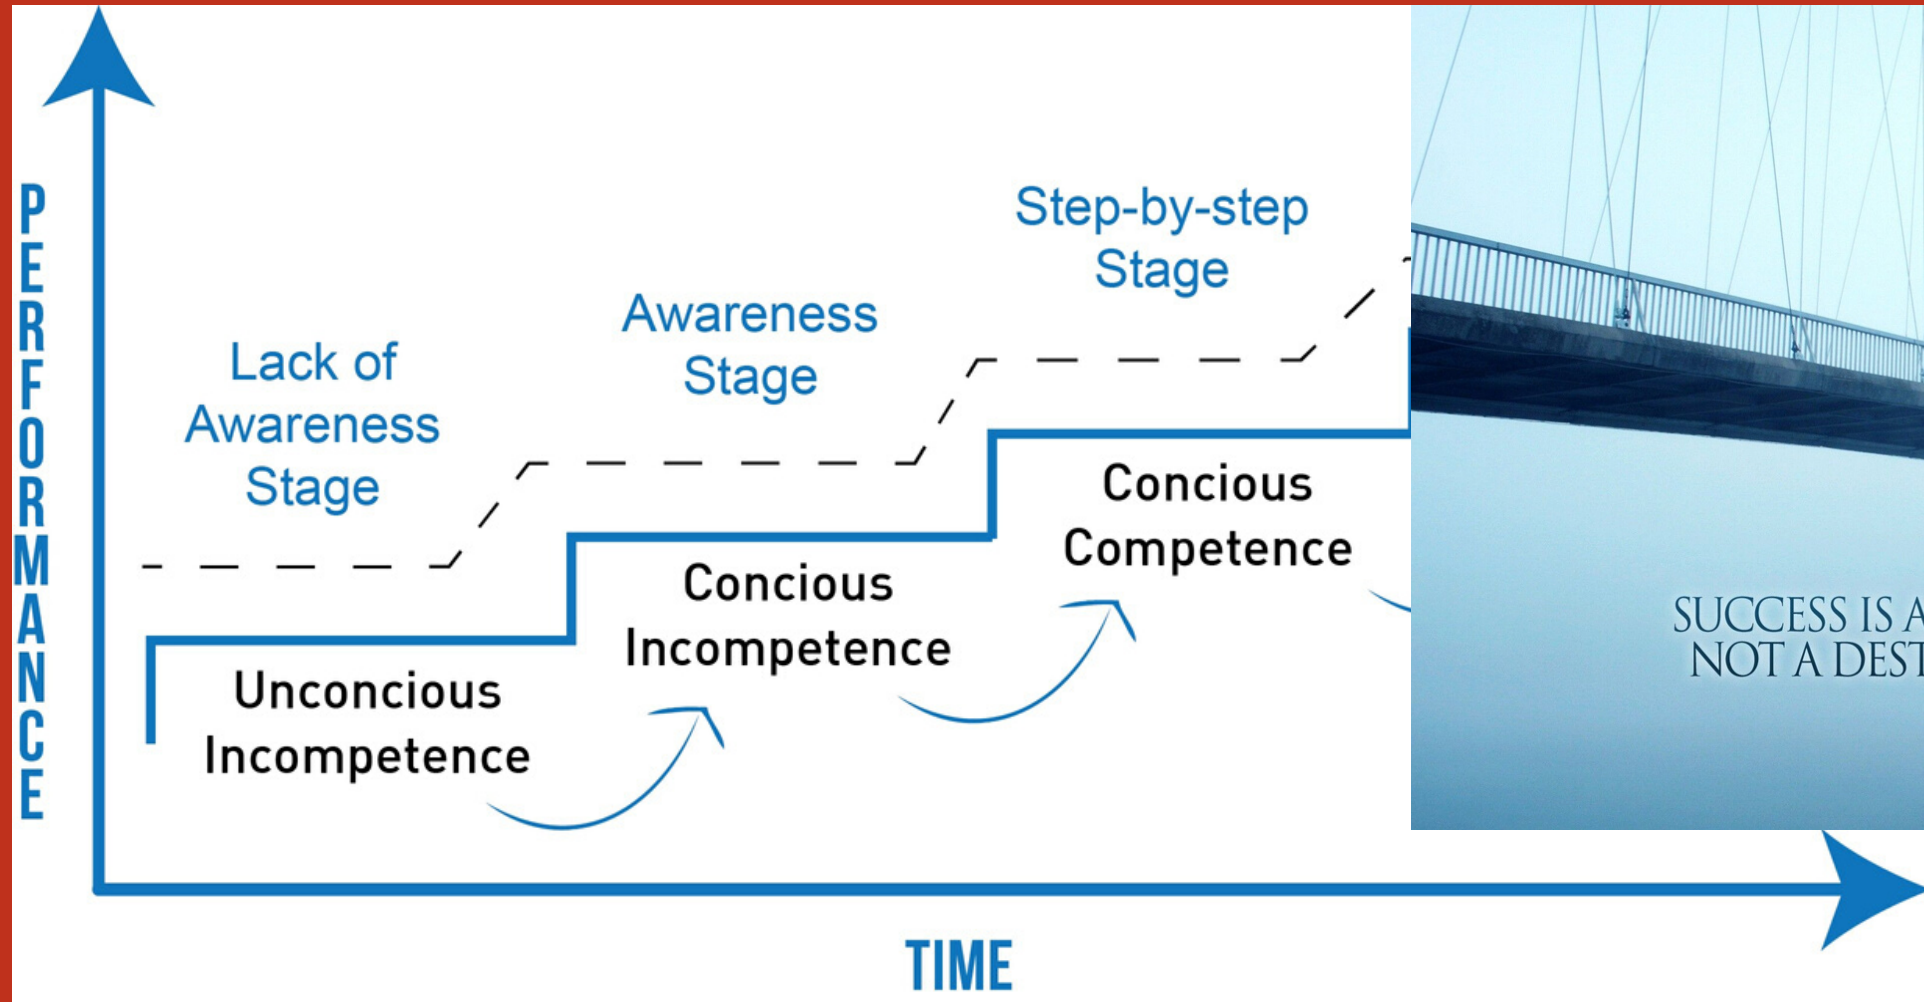 PERFORMANCE
Lack of
Awareness
Stage
Awareness
Stage
Step-by-step
Stage
Unconcious
Incompetence
Concious
Incompetence
Concious
Competence
SUCCESS IS A
NOT A DEST
TIME